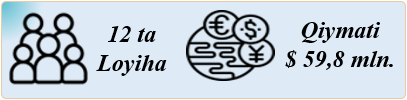 12 ta
Loyiha
€ $ ¥
Qiymati
$ 59,8 mln.